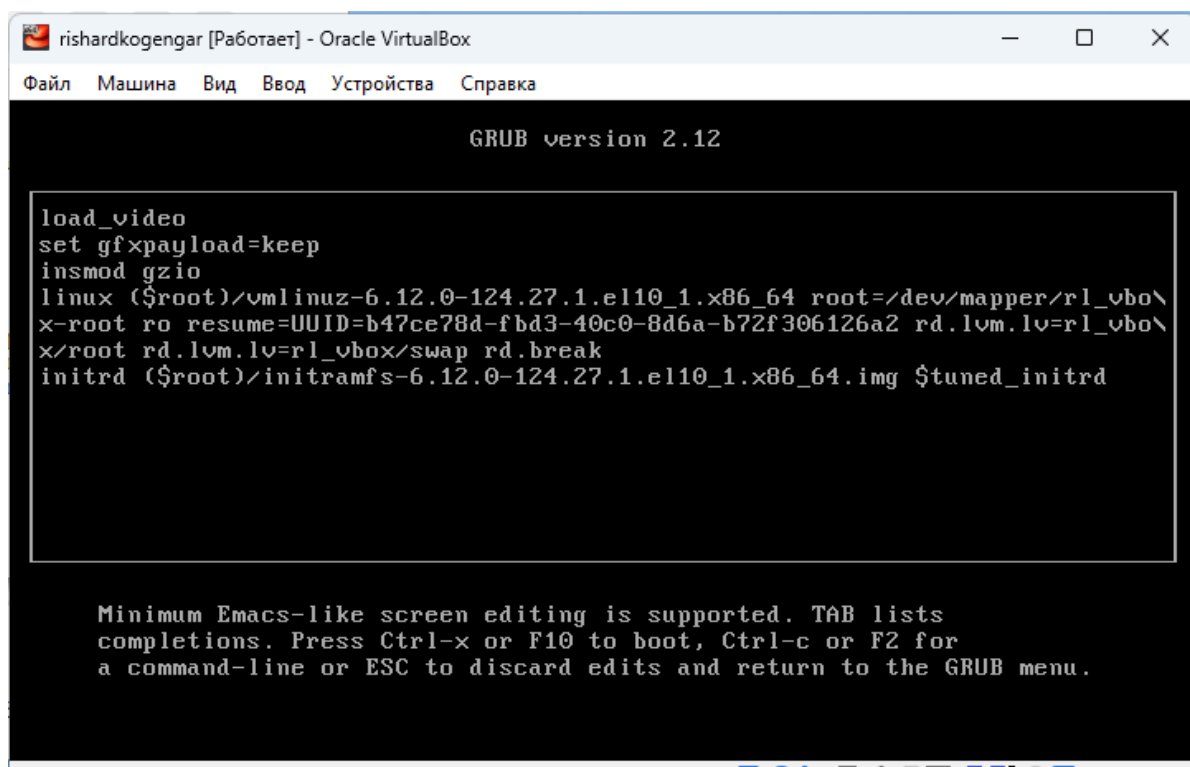 rishardkogengar [Работает] - Oracle VirtualBox
Файл Машина Вид Ввод Устройства Справка
GRUB version 2.12
load_video
set gfxpayload=keep
insmod gzio
linux ($root)/vmlinuz-6.12.0-124.27.1.el10_1.x86_64 root=/dev/mapper/rl_vbo\
x-root ro resume=UUID=b47ce78d-fbd3-40c0-8d6a-b72f306126a2 rd.lvm.lv=rl_vbo\
x/root rd.lvm.lv=rl_vbox/swap rd.break
initrd ($root)/initramfs-6.12.0-124.27.1.el10_1.x86_64.img $tuned_initrd
Minimum Emacs-like screen editing is supported. TAB lists
completions. Press Ctrl-x or F10 to boot, Ctrl-c or F2 for
a command-line or ESC to discard edits and return to the GRUB menu.